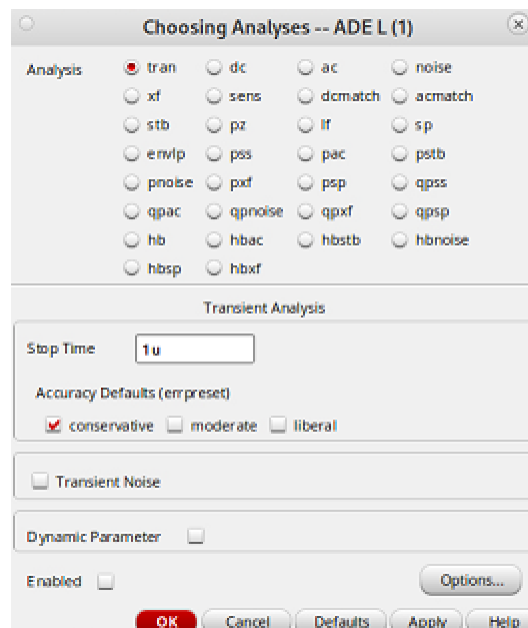 Choosing Analyses -- ADE L (1)
Analysis tran dc ac noise
xf sens dcmatch acmatch
stb pz lf sp
envlp pss pac pstb
pnoise pxf psp qpss
qpac qpnoise qpxf qpsp
hb hbac hbstb hbnoise
hbsp hbxf
Transient Analysis
Stop Time 1u
Accuracy Defaults (errpreset)
conservative moderate liberal
Transient Noise
Dynamic Parameter
Enabled Options...
OK Cancel Defaults Apply Help